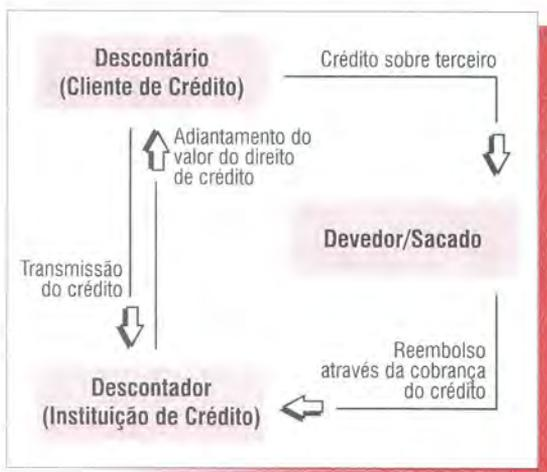 Descontário
(Cliente de Crédito)
Crédito sobre terceiro
Adiantamento do
valor do direito
de crédito
Devedor/Sacado
Transmissão
do crédito
Reembolso
através da cobrança
do crédito
Descontador
(Instituição de Crédito)